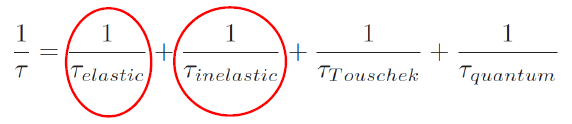 1/τ = 1/τ_elastic + 1/τ_inelastic + 1/τ_Touschek + 1/τ_quantum